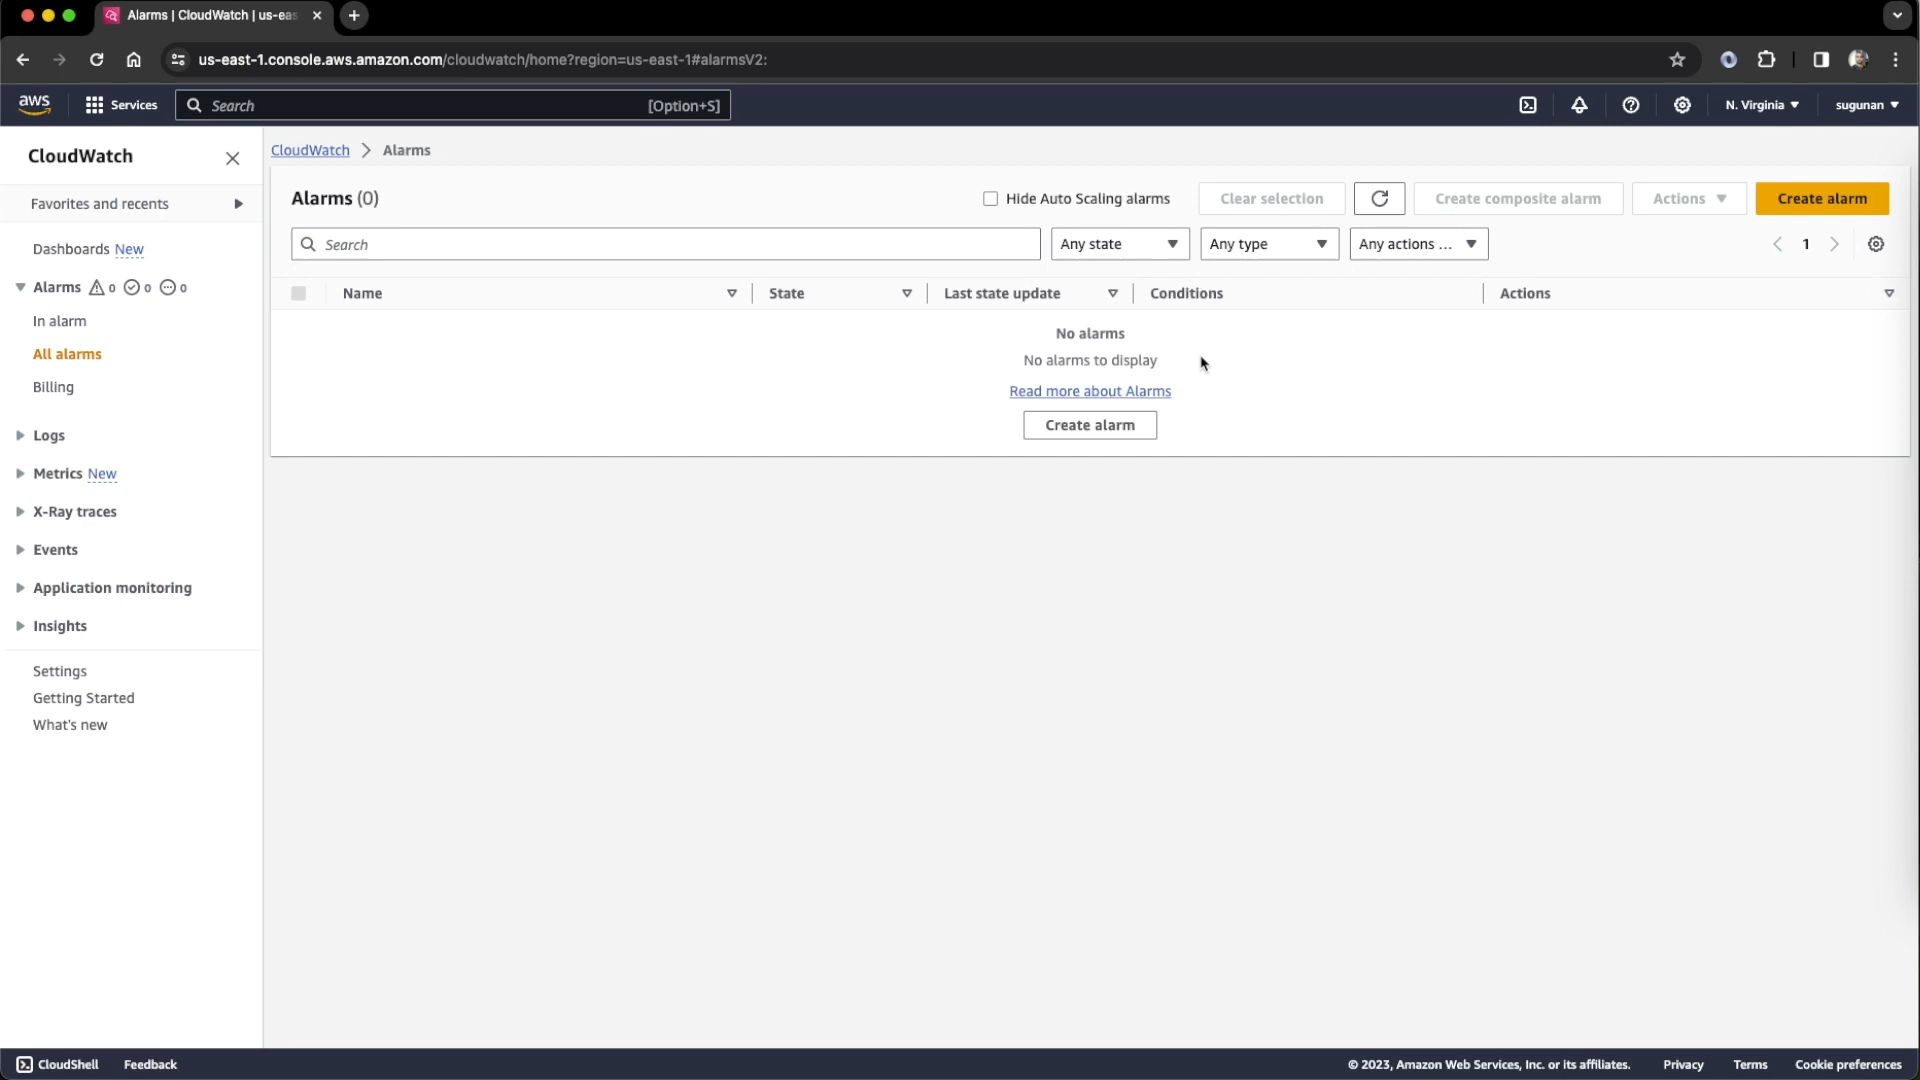 Alarms | CloudWatch | us-eas
us-east-1.console.aws.amazon.com/cloudwatch/home?region=us-east-1#alarmsV2:
aws Services Search [Option+S] N. Virginia sugunan
CloudWatch
Favorites and recents
Dashboards New
Alarms 0 0 0
In alarm
All alarms
Billing
Logs
Metrics New
X-Ray traces
Events
Application monitoring
Insights
Settings
Getting Started
What's new
CloudWatch Alarms
Alarms (0) Hide Auto Scaling alarms Clear selection Create composite alarm Actions Create alarm
Search Any state Any type Any actions ... 1
Name State Last state update Conditions Actions
No alarms
No alarms to display
Read more about Alarms
Create alarm
CloudShell Feedback © 2023, Amazon Web Services, Inc. or its affiliates. Privacy Terms Cookie preferences